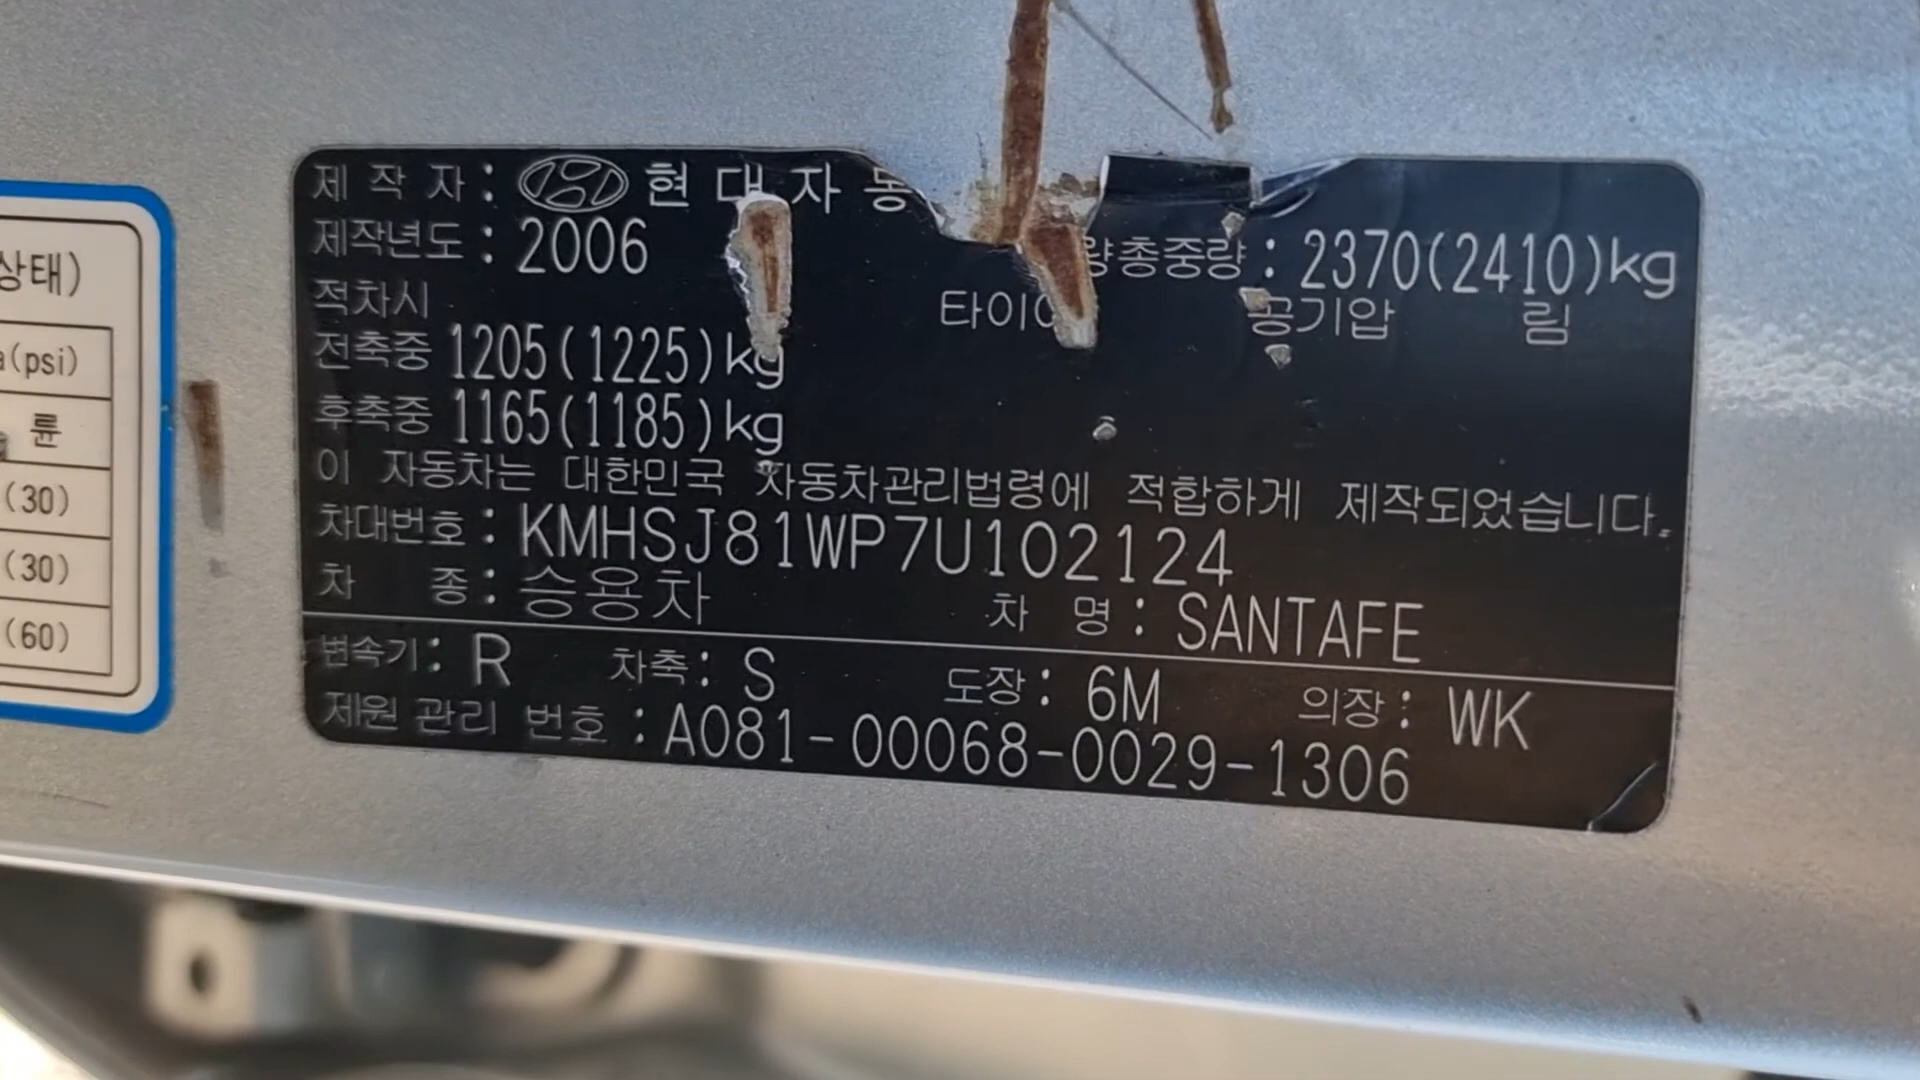 제 작 자 : 현 대 자 동
제작년도 : 2006
량총중량 : 2370(2410)kg
적차시
타이어 공기압 림
전축중 1205(1225)kg
후축중 1165(1185)kg
이 자동차는 대한민국 자동차관리법령에 적합하게 제작되었습니다.
차대번호 : KMHSJ81WP7U102124
차 종 : 승용차 차 명 : SANTAFE
변속기 : R 차축 : S 도장 : 6M 의장 : WK
제원 관리 번호 : A081-00068-0029-1306
상태)
(psi)
륜
(30)
(30)
(60)